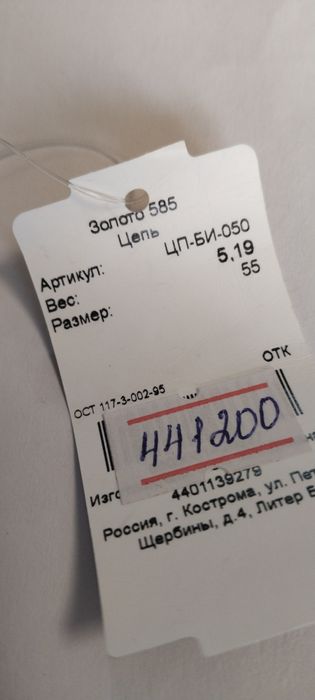 Золото 585
Цепь
Артикул: ЦП-БИ-050
Вес: 5,19
Размер: 55
ОТК
ОСТ 117-3-002-95
441200
4401139279
Россия, г. Кострома, ул.
Щербины, д.4, Литер